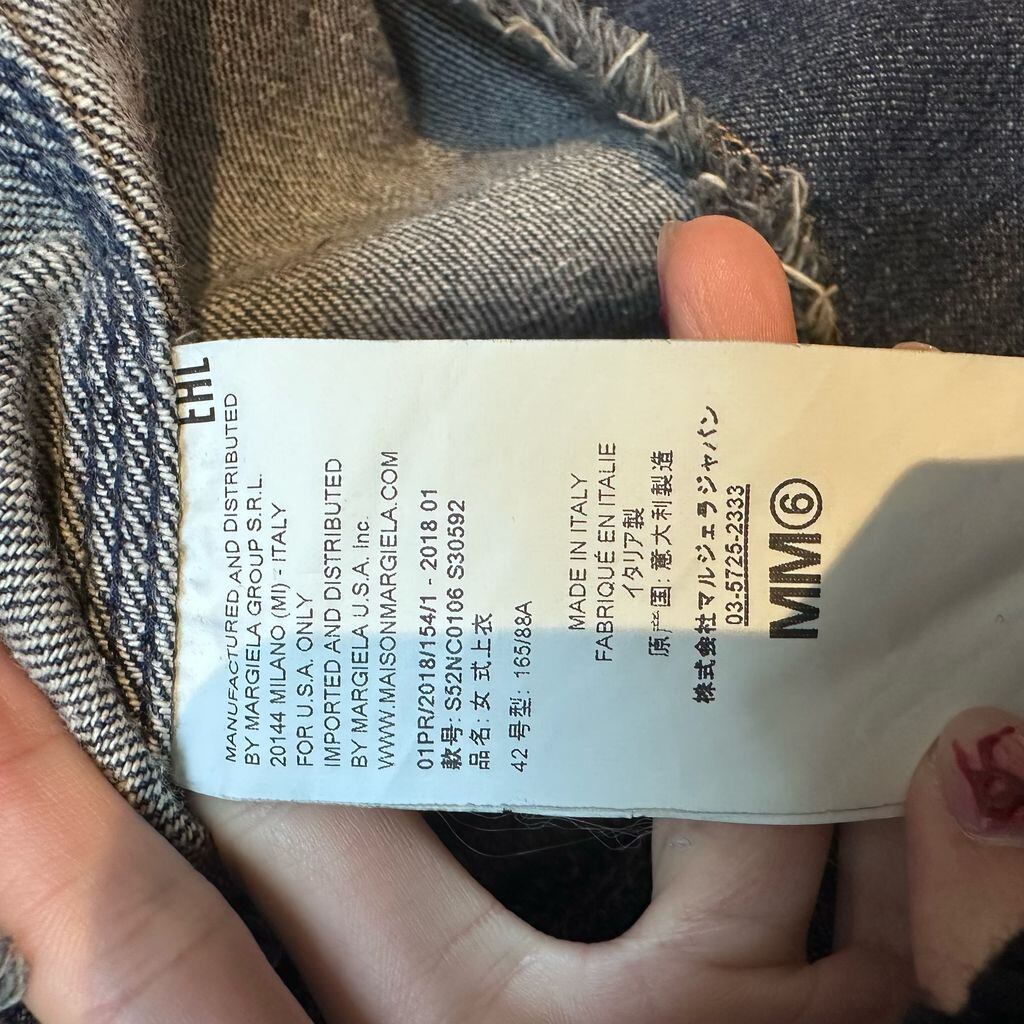 EAC
MANUFACTURED AND DISTRIBUTED
BY MARGIELA GROUP S.R.L.
20144 MILANO (MI) - ITALY
FOR U.S.A. ONLY
IMPORTED AND DISTRIBUTED
BY MARGIELA U.S.A. Inc.
WWW.MAISONMARGIELA.COM
01PR/2018/154/1 - 2018 01
款号: S52NC0106 S30592
品名: 女 式 上 衣
42 号型: 165/88A
MADE IN ITALY
FABRIQUÉ EN ITALIE
イタリア製
原产国: 意大利製造
株式会社マルジェラジャパン
03-5725-2333
MM⑥